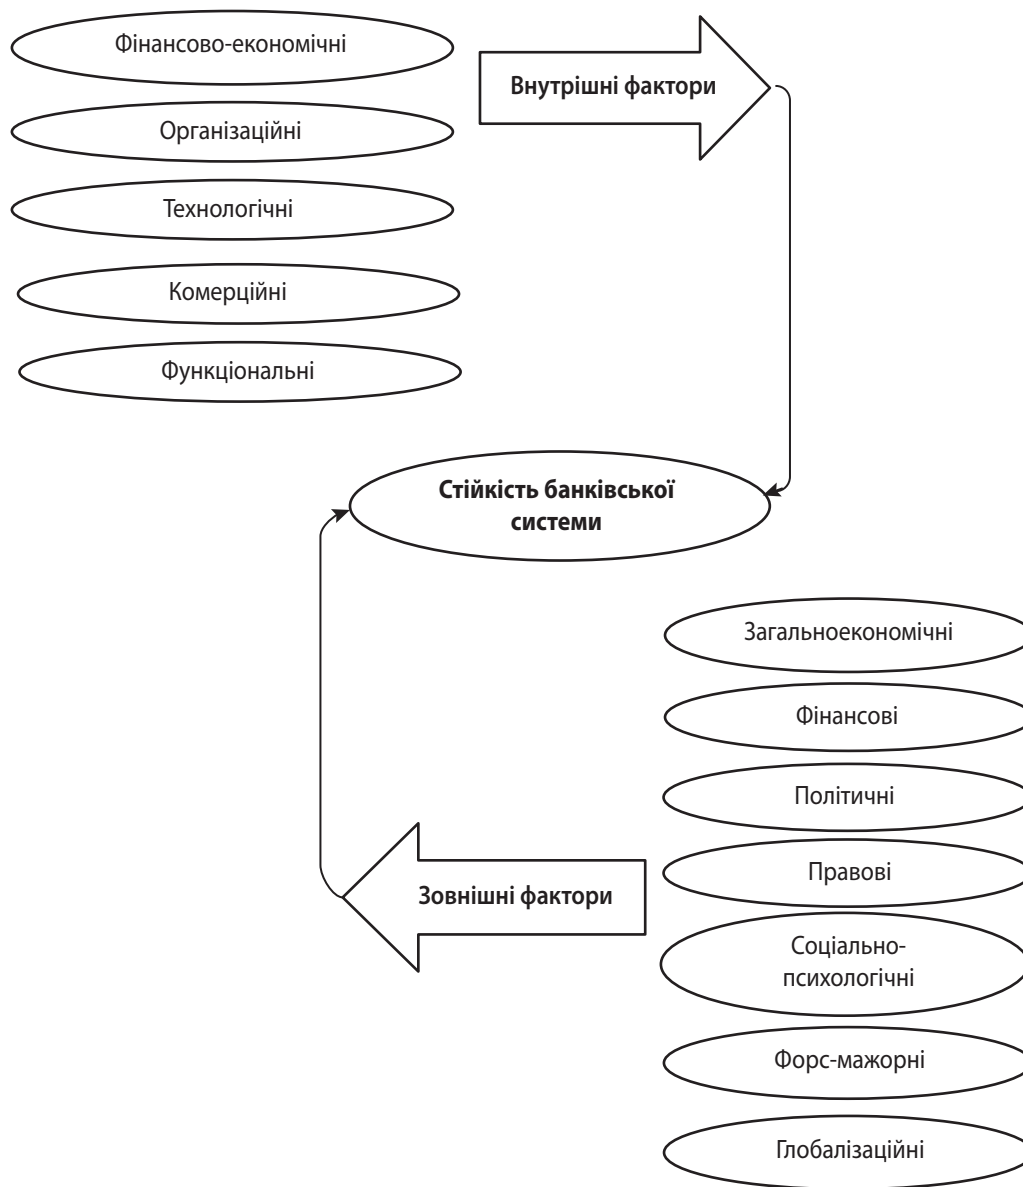 Фінансово-економічні
Внутрішні фактори
Організаційні
Технологічні
Комерційні
Функціональні
Стійкість банківської
системи
Загальноекономічні
Фінансові
Політичні
Правові
Зовнішні фактори
Соціально-
психологічні
Форс-мажорні
Глобалізаційні